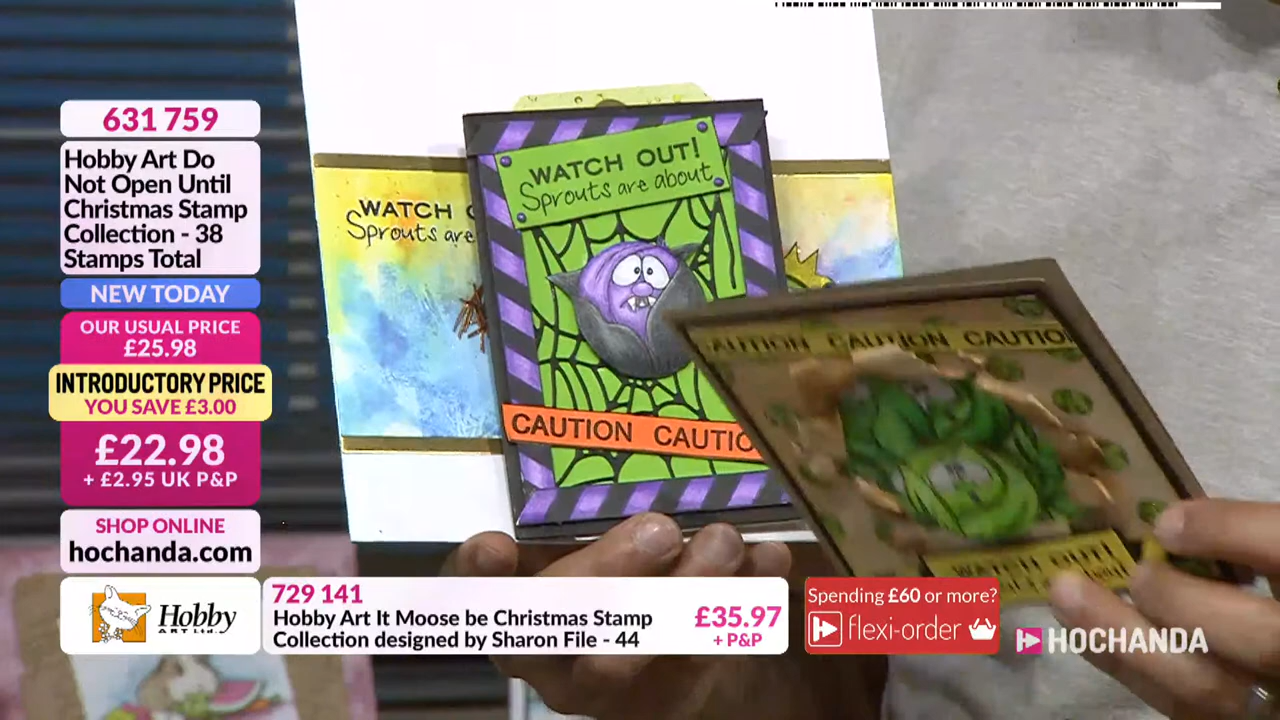 631 759
Hobby Art Do
Not Open Until
Christmas Stamp
Collection - 38
Stamps Total
NEW TODAY
OUR USUAL PRICE
£25.98
INTRODUCTORY PRICE
YOU SAVE £3.00
£22.98
+ £2.95 UK P&P
SHOP ONLINE
hochanda.com
WATCH
Sprouts are
WATCH OUT!
Sprouts are about
CAUTION CAUTIO
CAUTION CAUTION CAUTION
WATCH OUT!
Hobby
ART Ltd.
729 141
Hobby Art It Moose be Christmas Stamp
Collection designed by Sharon File - 44
£35.97
+ P&P
Spending £60 or more?
flexi-order
HOCHANDA